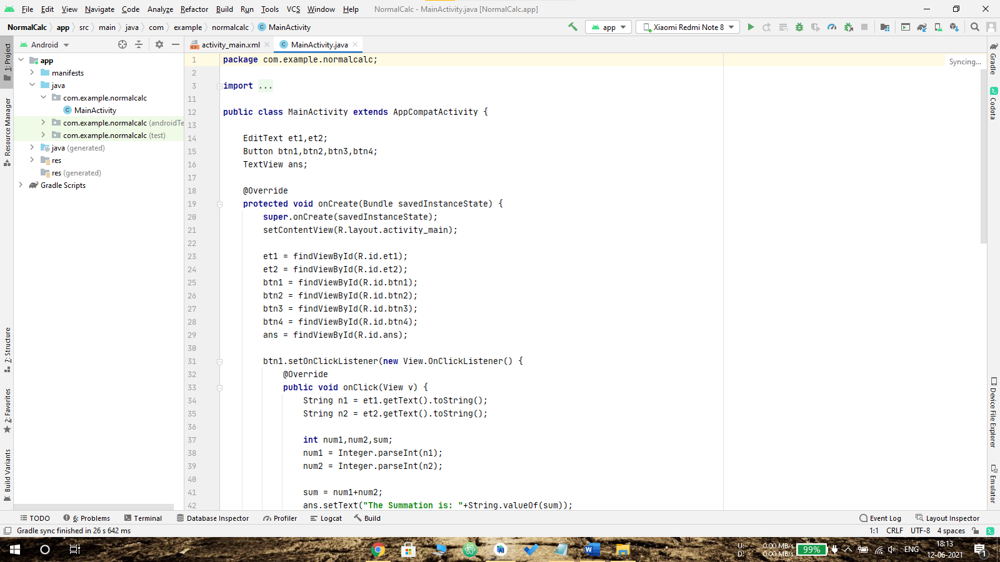 File Edit View Navigate Code Analyze Refactor Build Run Tools VCS Window Help NormalCalc - MainActivity.java [NormalCalc.app]
NormalCalc app src main java com example normalcalc MainActivity app Xiaomi Redmi Note 8
1: Project
Resource Manager
7: Structure
2: Favorites
Build Variants
Android
app
manifests
java
com.example.normalcalc
MainActivity
com.example.normalcalc (androidTe
com.example.normalcalc (test)
java (generated)
res
res (generated)
Gradle Scripts
activity_main.xml MainActivity.java
Syncing...
1 package com.example.normalcalc;
2
3 import ...
11
12 public class MainActivity extends AppCompatActivity {
13
14 EditText et1,et2;
15 Button btn1,btn2,btn3,btn4;
16 TextView ans;
17
18 @Override
19 protected void onCreate(Bundle savedInstanceState) {
20 super.onCreate(savedInstanceState);
21 setContentView(R.layout.activity_main);
22
23 et1 = findViewById(R.id.et1);
24 et2 = findViewById(R.id.et2);
25 btn1 = findViewById(R.id.btn1);
26 btn2 = findViewById(R.id.btn2);
27 btn3 = findViewById(R.id.btn3);
28 btn4 = findViewById(R.id.btn4);
29 ans = findViewById(R.id.ans);
30
31 btn1.setOnClickListener(new View.OnClickListener() {
32 @Override
33 public void onClick(View v) {
34 String n1 = et1.getText().toString();
35 String n2 = et2.getText().toString();
36
37 int num1,num2,sum;
38 num1 = Integer.parseInt(n1);
39 num2 = Integer.parseInt(n2);
40
41 sum = num1+num2;
42 ans.setText("The Summation is: "+String.valueOf(sum));
Gradle
Codota
Device File Explorer
Emulator
TODO 6: Problems Terminal Database Inspector Profiler Logcat Build Event Log Layout Inspector
Gradle sync finished in 26 s 642 ms 1:1 CRLF UTF-8 4 spaces
U: 0.00 MB/s
D: 0.00 MB/s
99%
ENG
18:13
12-06-2021
1